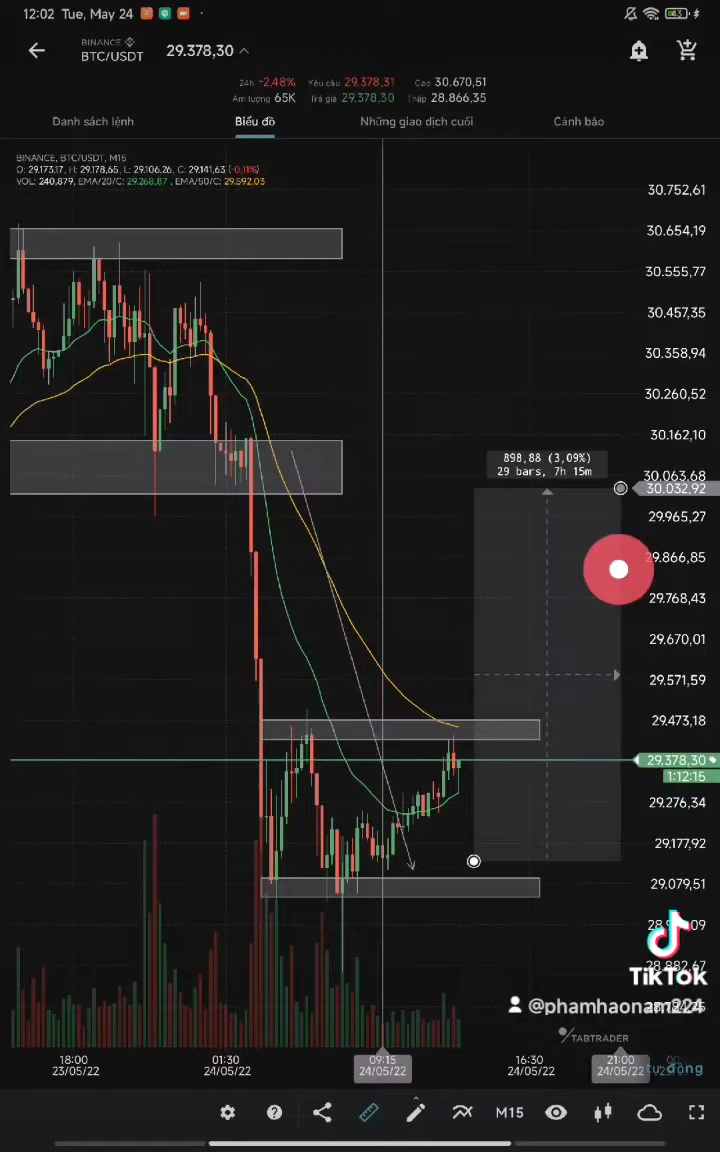 12:02 Tue, May 24
BINANCE
BTC/USDT
29.378,30
24h -2,48% Yêu cầu 29.378,31 Cao 30.670,51
Âm lượng 65K Trả giá 29.378,30 Thấp 28.866,35
Danh sách lệnh Biểu đồ Những giao dịch cuối Cảnh báo
BINANCE, BTC/USDT, M15
O: 29.173,17, H: 29.178,65, L: 29.106,26, C: 29.141,63 (-0,11%)
VOL: 240,879, EMA/20/C: 29.268,87 , EMA/50/C: 29.592,03
30.752,61
30.654,19
30.555,77
30.457,35
30.358,94
30.260,52
30.162,10
898,88 (3,09%)
29 bars, 7h 15m
30.063,68
30.032,92
29.965,27
29.866,85
29.768,43
29.670,01
29.571,59
29.473,18
29.378,30
1:12:15
29.276,34
29.177,92
29.079,51
28.882,67
TikTok
@phamhaonam224
TABTRADER
18:00 01:30 09:15 16:30 21:00
23/05/22 24/05/22 24/05/22 24/05/22 24/05/22
tự động
M15